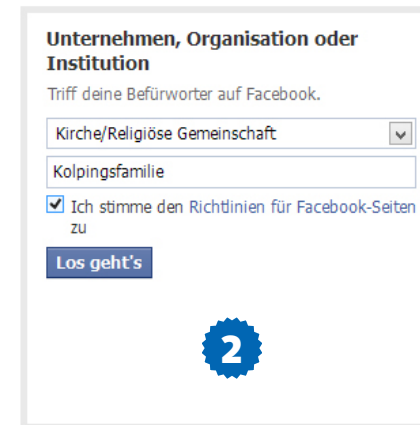 Unternehmen, Organisation oder
Institution
Triff deine Befürworter auf Facebook.
Kirche/Religiöse Gemeinschaft
Kolpingsfamilie
Ich stimme den Richtlinien für Facebook-Seiten
zu
Los geht's
2